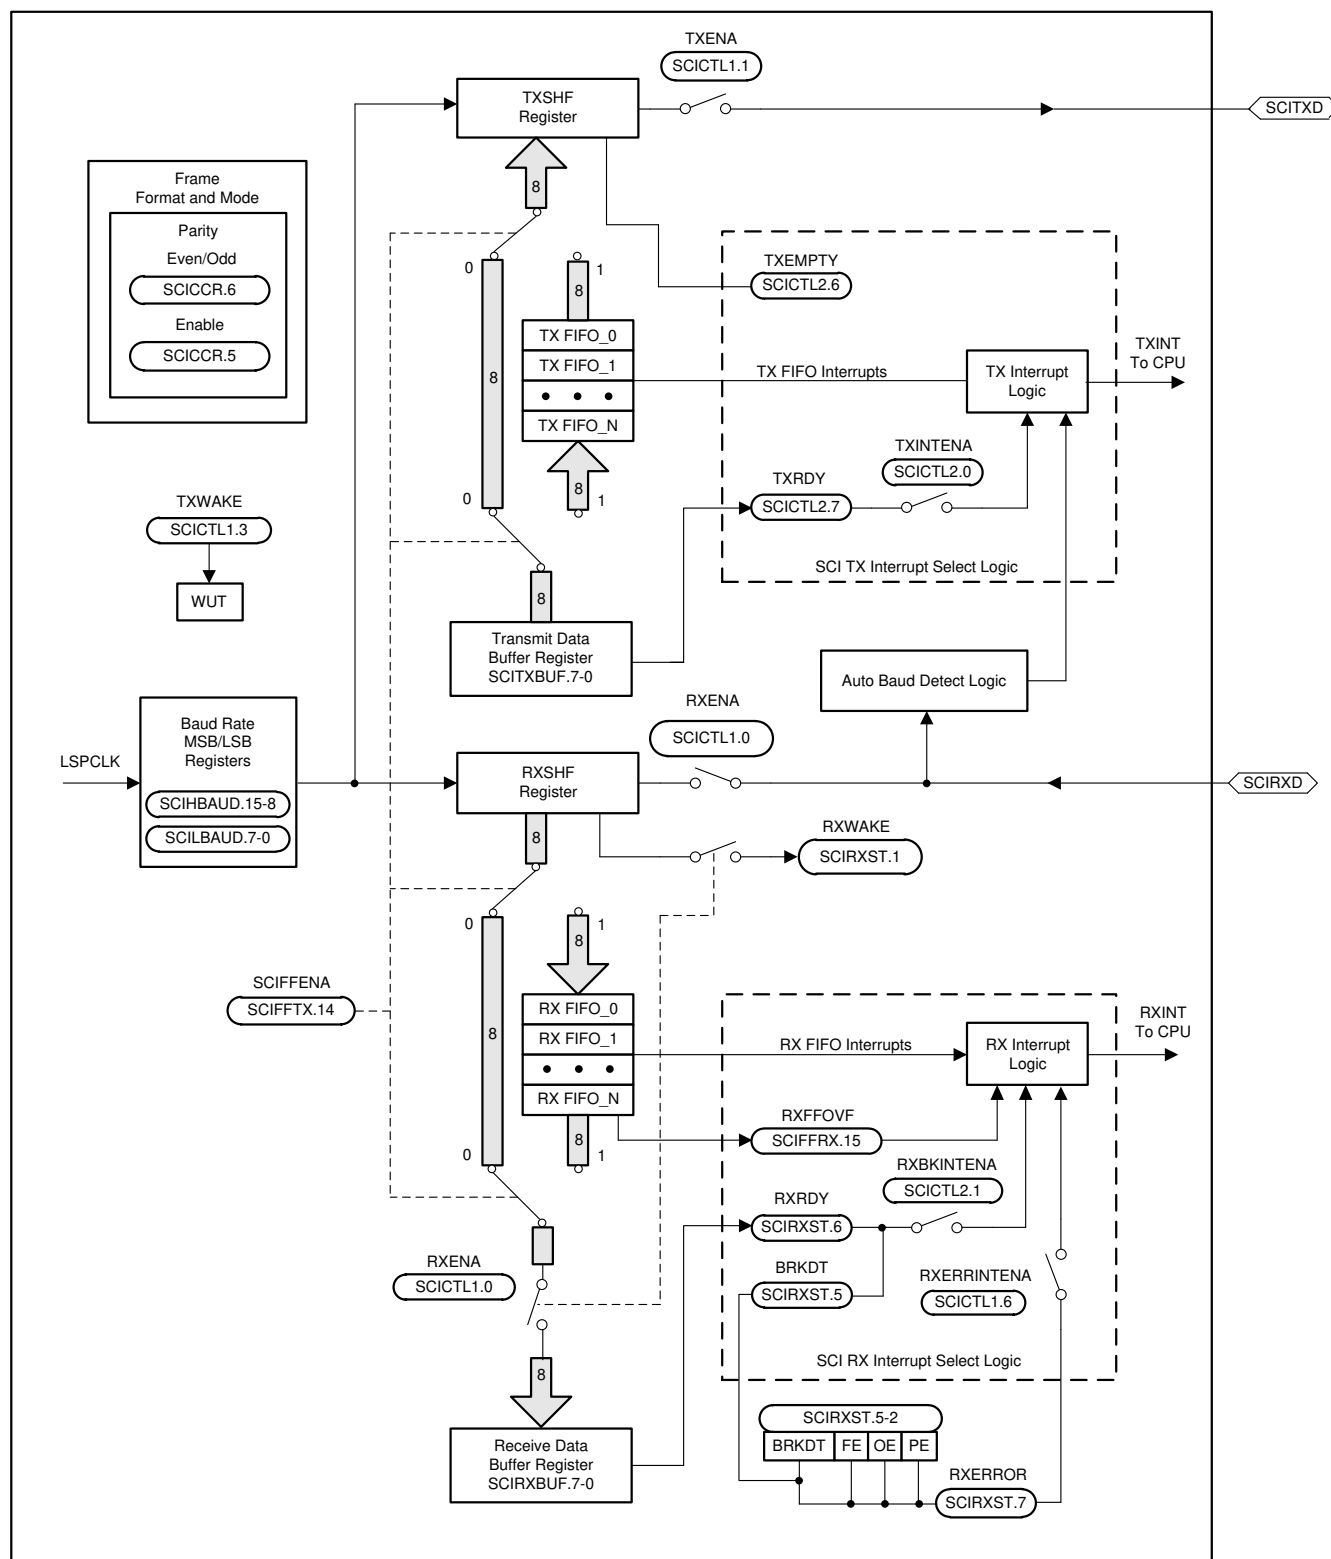 TXENA
SCICTL1.1
TXSHF
Register
SCITXD
Frame
Format and Mode
Parity
Even/Odd
SCICCR.6
Enable
SCICCR.5
8
0
1
8
TXEMPTY
SCICTL2.6
TX FIFO_0
TX FIFO_1
TX FIFO_N
8
TX FIFO Interrupts
TX Interrupt
Logic
TXINT
To CPU
TXINTENA
SCICTL2.0
TXRDY
SCICTL2.7
0
8
1
SCI TX Interrupt Select Logic
TXWAKE
SCICTL1.3
WUT
8
Transmit Data
Buffer Register
SCITXBUF.7-0
Auto Baud Detect Logic
RXENA
SCICTL1.0
LSPCLK
Baud Rate
MSB/LSB
Registers
SCIHBAUD.15-8
SCILBAUD.7-0
RXSHF
Register
SCIRXD
8
RXWAKE
SCIRXST.1
0
1
8
SCIFFENA
SCIFFTX.14
8
RX FIFO_0
RX FIFO_1
RX FIFO_N
RX FIFO Interrupts
RX Interrupt
Logic
RXINT
To CPU
RXFFOVF
SCIFFRX.15
0
8
1
RXBKINTENA
SCICTL2.1
RXRDY
SCIRXST.6
BRKDT
SCIRXST.5
RXERRINTENA
SCICTL1.6
RXENA
SCICTL1.0
SCI RX Interrupt Select Logic
8
Receive Data
Buffer Register
SCIRXBUF.7-0
SCIRXST.5-2
BRKDT FE OE PE
RXERROR
SCIRXST.7